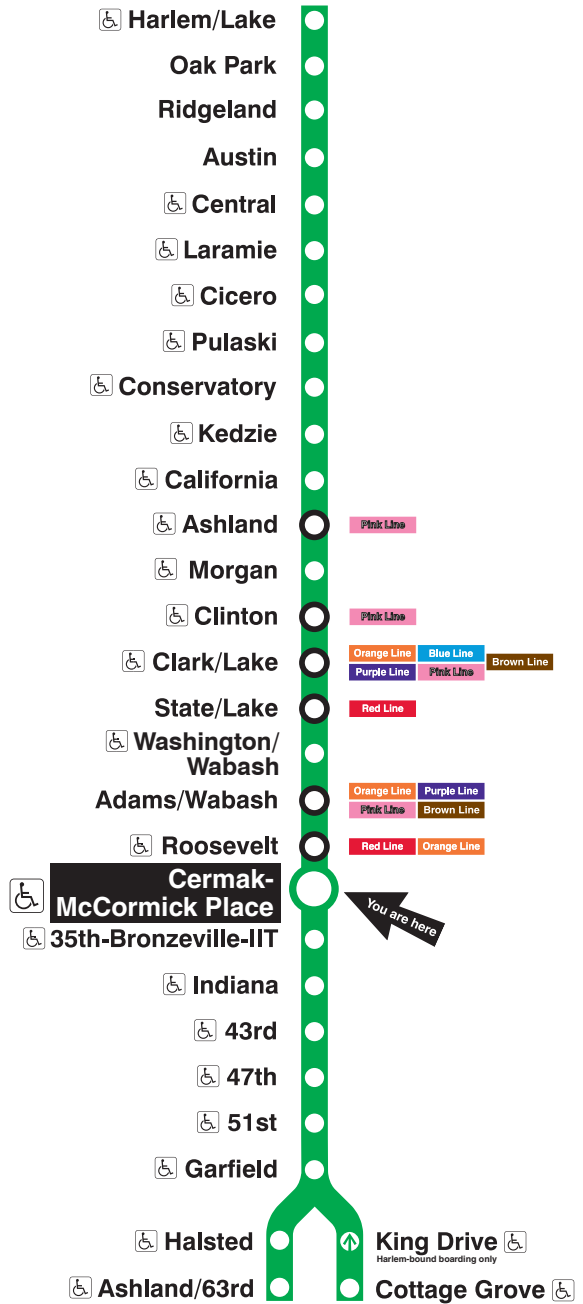 Harlem/Lake
Oak Park
Ridgeland
Austin
Central
Laramie
Cicero
Pulaski
Conservatory
Kedzie
California
Ashland
Pink Line
Morgan
Clinton
Pink Line
Clark/Lake
Orange Line Blue Line
Brown Line
Purple Line Pink Line
State/Lake
Red Line
Washington/
Wabash
Adams/Wabash
Orange Line Purple Line
Pink Line Brown Line
Roosevelt
Red Line Orange Line
Cermak-
McCormick Place
You are here
35th-Bronzeville-IIT
Indiana
43rd
47th
51st
Garfield
Halsted
King Drive
Harlem-bound boarding only
Ashland/63rd
Cottage Grove